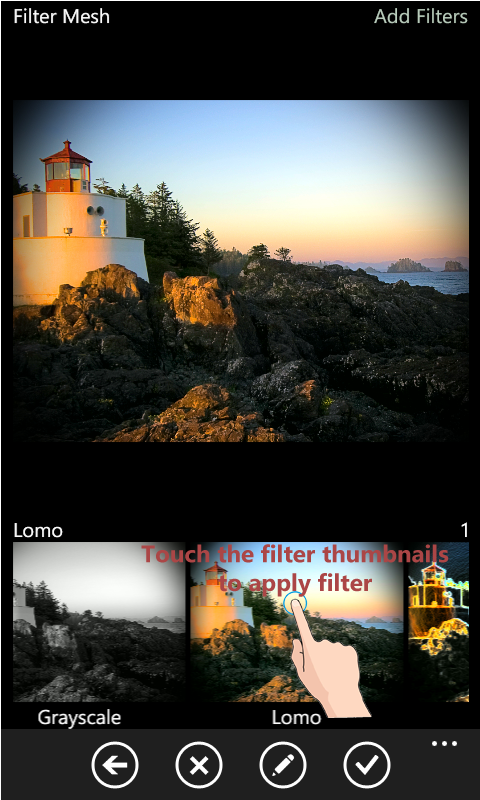 Filter Mesh
Add Filters
Lomo
1
Touch the filter thumbnails
to apply filter
Grayscale
Lomo